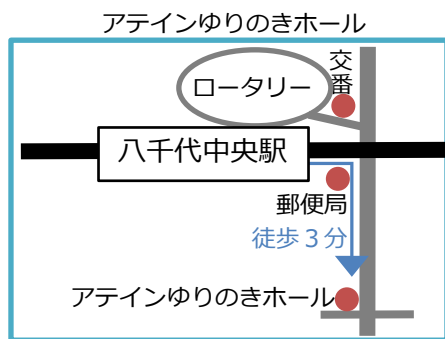 アテインゆりのきホール
交番
ロータリー
八千代中央駅
郵便局
徒歩３分
アテインゆりのきホール